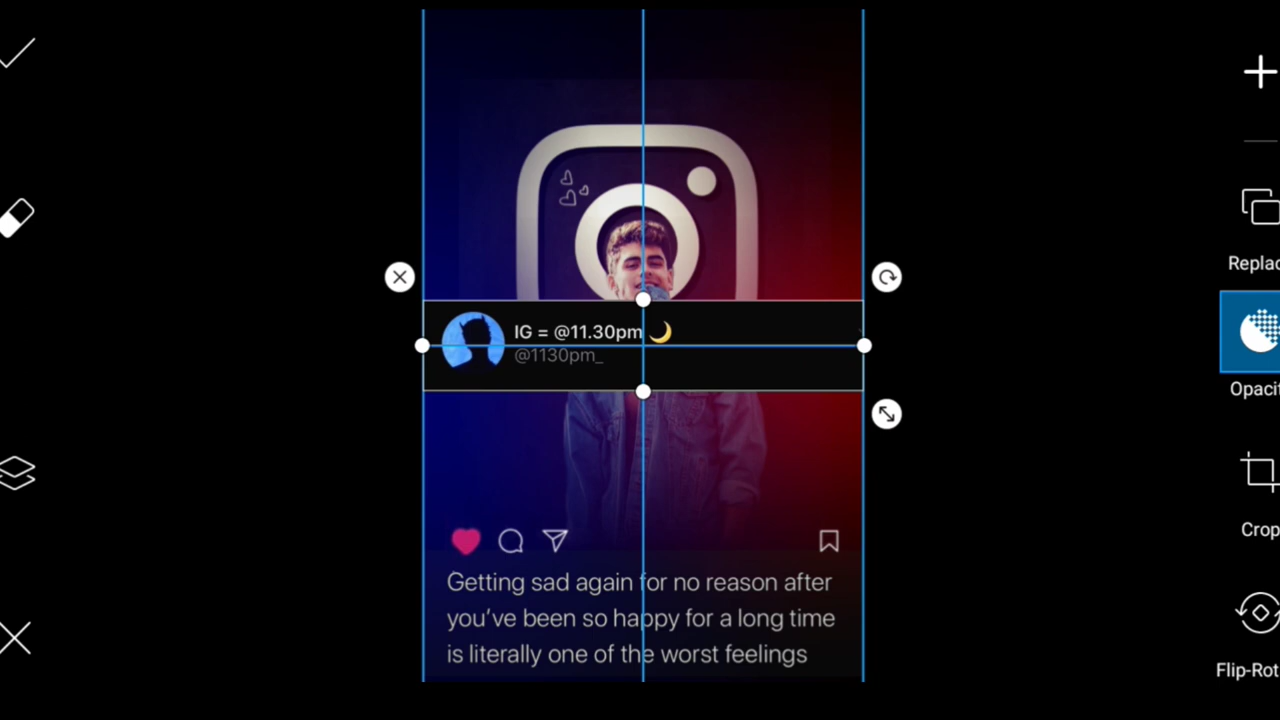 IG = @11.30pm 🌙
@1130pm_
Replac
Opacit
Crop
Flip-Rot
Getting sad again for no reason after
you've been so happy for a long time
is literally one of the worst feelings